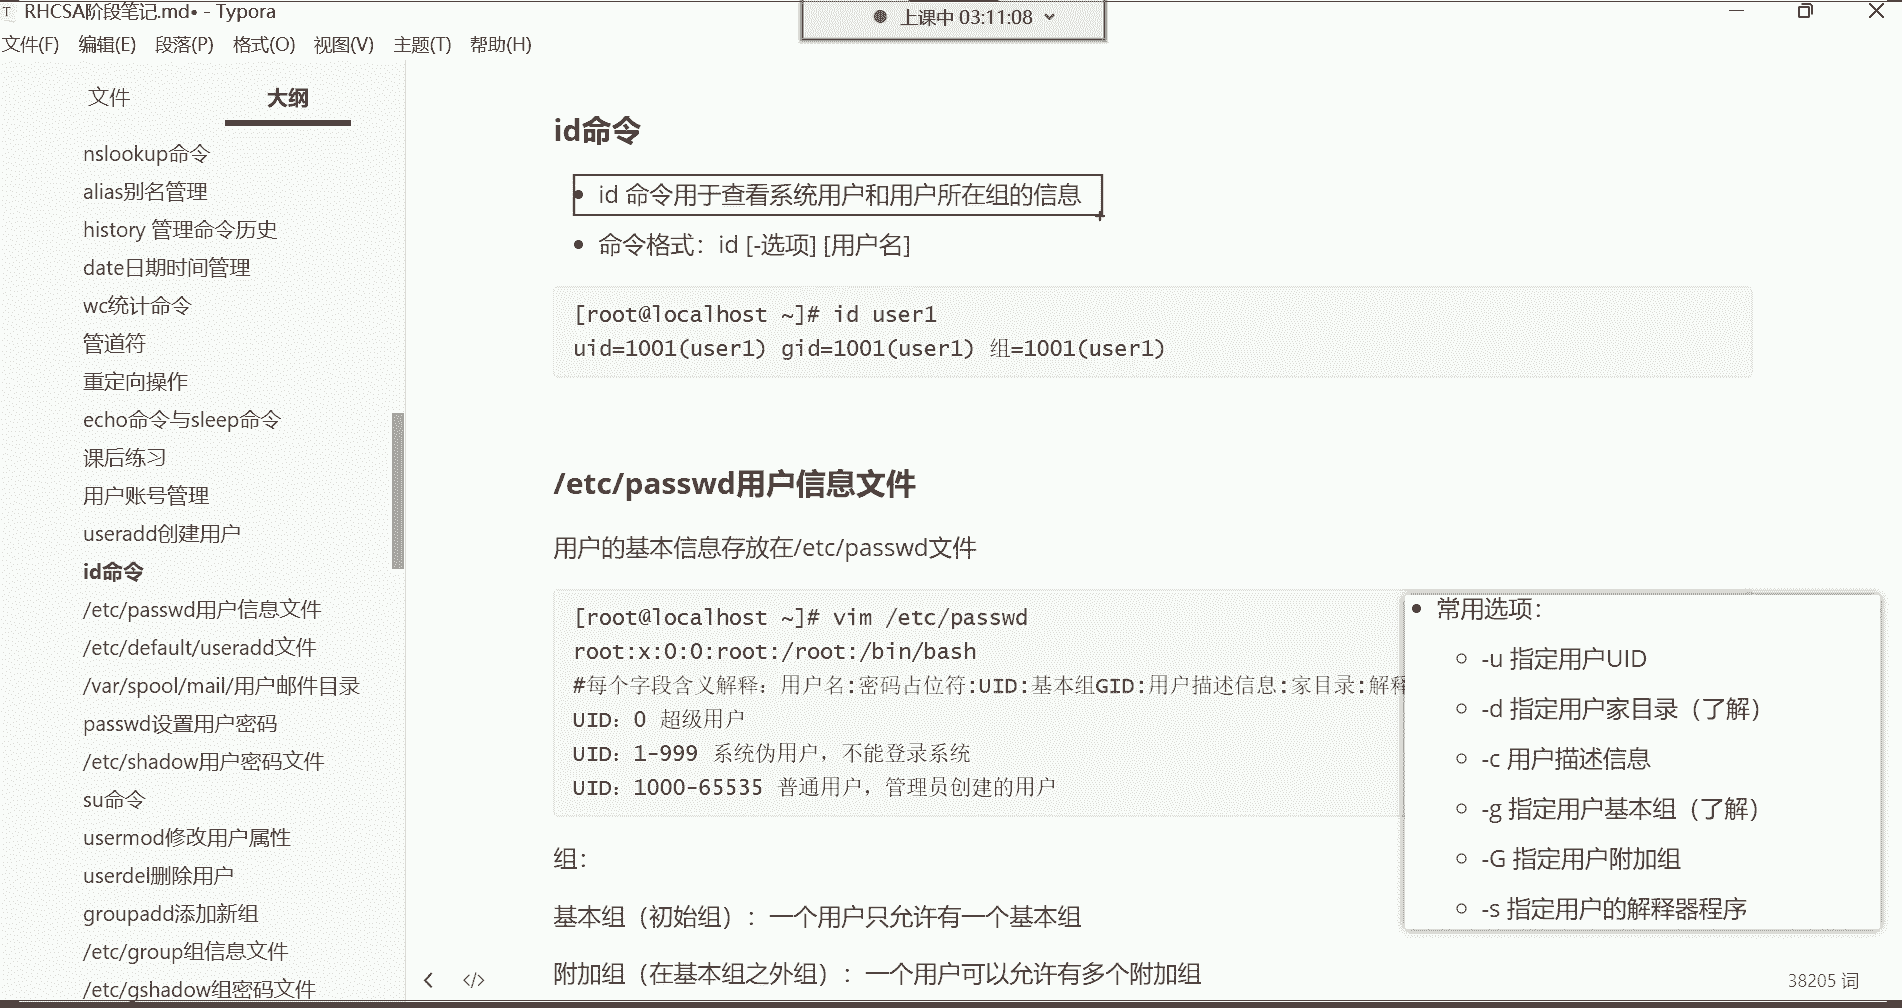 RHCSA阶段笔记.md• - Typora
上课中 03:11:08
文件(F) 编辑(E) 段落(P) 格式(O) 视图(V) 主题(T) 帮助(H)
文件 大纲
nslookup命令
alias别名管理
history 管理命令历史
date日期时间管理
wc统计命令
管道符
重定向操作
echo命令与sleep命令
课后练习
用户账号管理
useradd创建用户
id命令
/etc/passwd用户信息文件
/etc/default/useradd文件
/var/spool/mail/用户邮件目录
passwd设置用户密码
/etc/shadow用户密码文件
su命令
usermod修改用户属性
userdel删除用户
groupadd添加新组
/etc/group组信息文件
/etc/gshadow组密码文件
id命令
id 命令用于查看系统用户和用户所在组的信息
命令格式：id [-选项] [用户名]
[root@localhost ~]# id user1
uid=1001(user1) gid=1001(user1) 组=1001(user1)
/etc/passwd用户信息文件
用户的基本信息存放在/etc/passwd文件
[root@localhost ~]# vim /etc/passwd
root:x:0:0:root:/root:/bin/bash
#每个字段含义解释：用户名:密码占位符:UID:基本组GID:用户描述信息:家目录:解释
UID：0 超级用户
UID：1-999 系统伪用户，不能登录系统
UID：1000-65535 普通用户，管理员创建的用户
组：
基本组（初始组）：一个用户只允许有一个基本组
附加组（在基本组之外组）：一个用户可以允许有多个附加组
常用选项：
-u 指定用户UID
-d 指定用户家目录（了解）
-c 用户描述信息
-g 指定用户基本组（了解）
-G 指定用户附加组
-s 指定用户的解释器程序
</> 38205 词